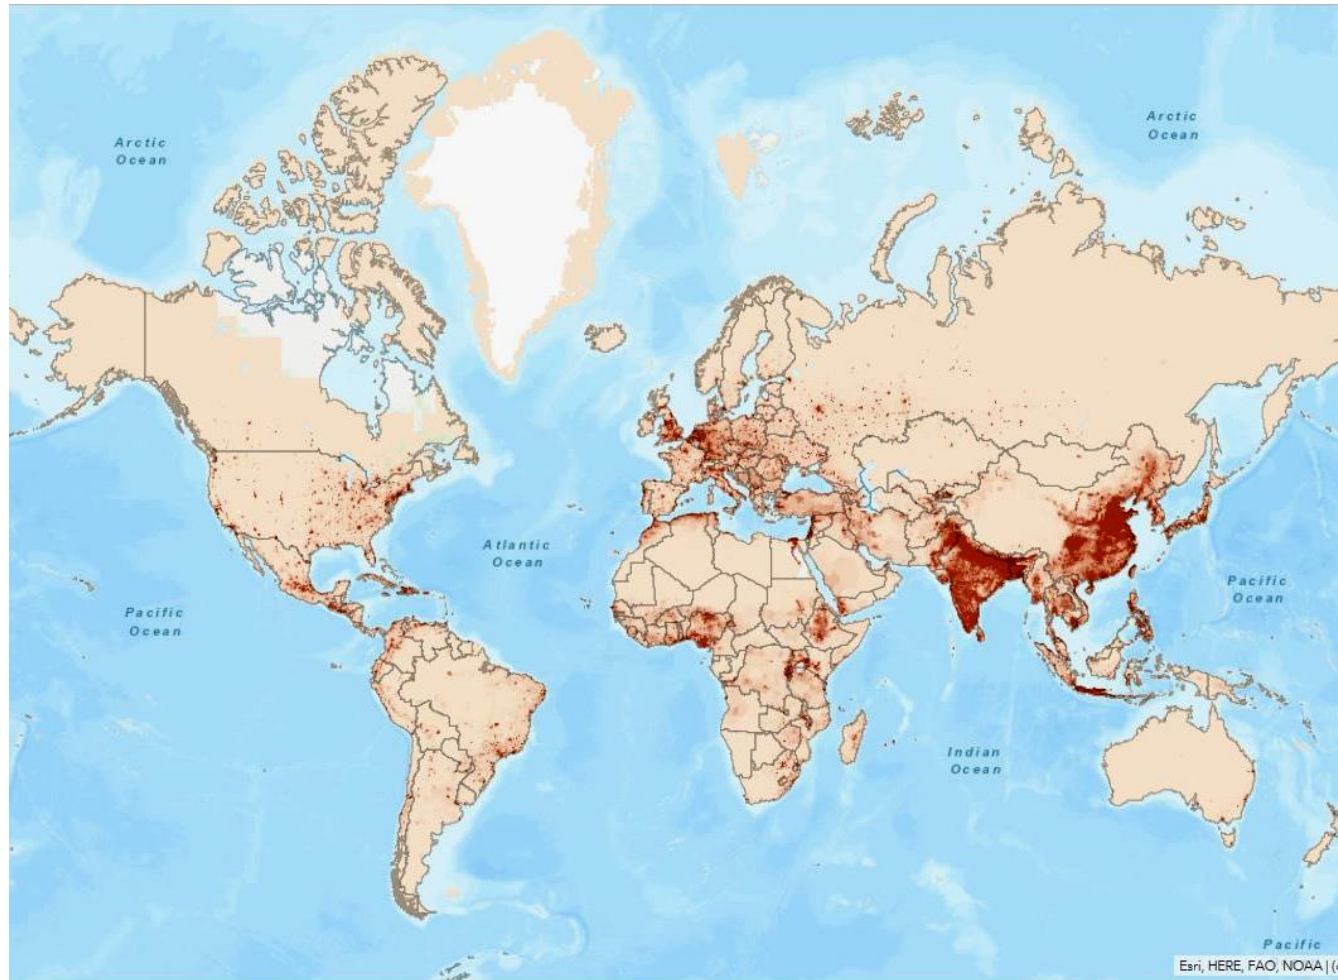 Arctic
Ocean
Arctic
Ocean
Atlantic
Ocean
Pacific
Ocean
Pacific
Ocean
Indian
Ocean
Pacific
Esri, HERE, FAO, NOAA | (